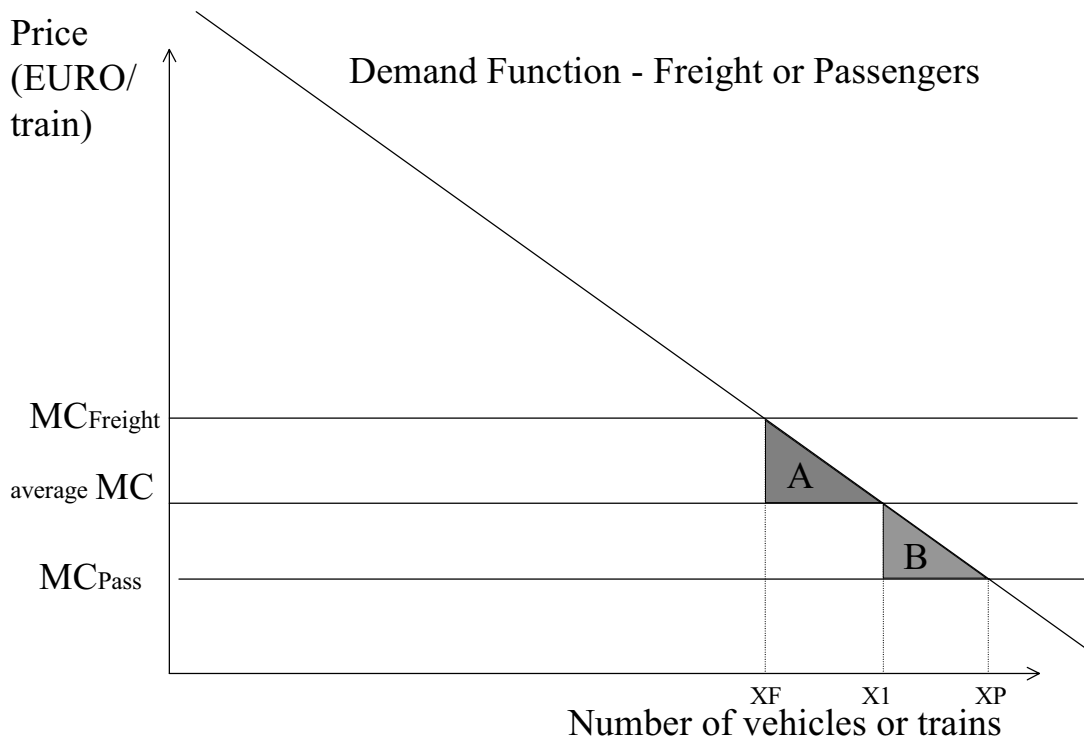 Price
(EURO/
train)
Demand Function - Freight or Passengers
MCFreight
average MC
MCPass
A
B
XF X1 XP
Number of vehicles or trains